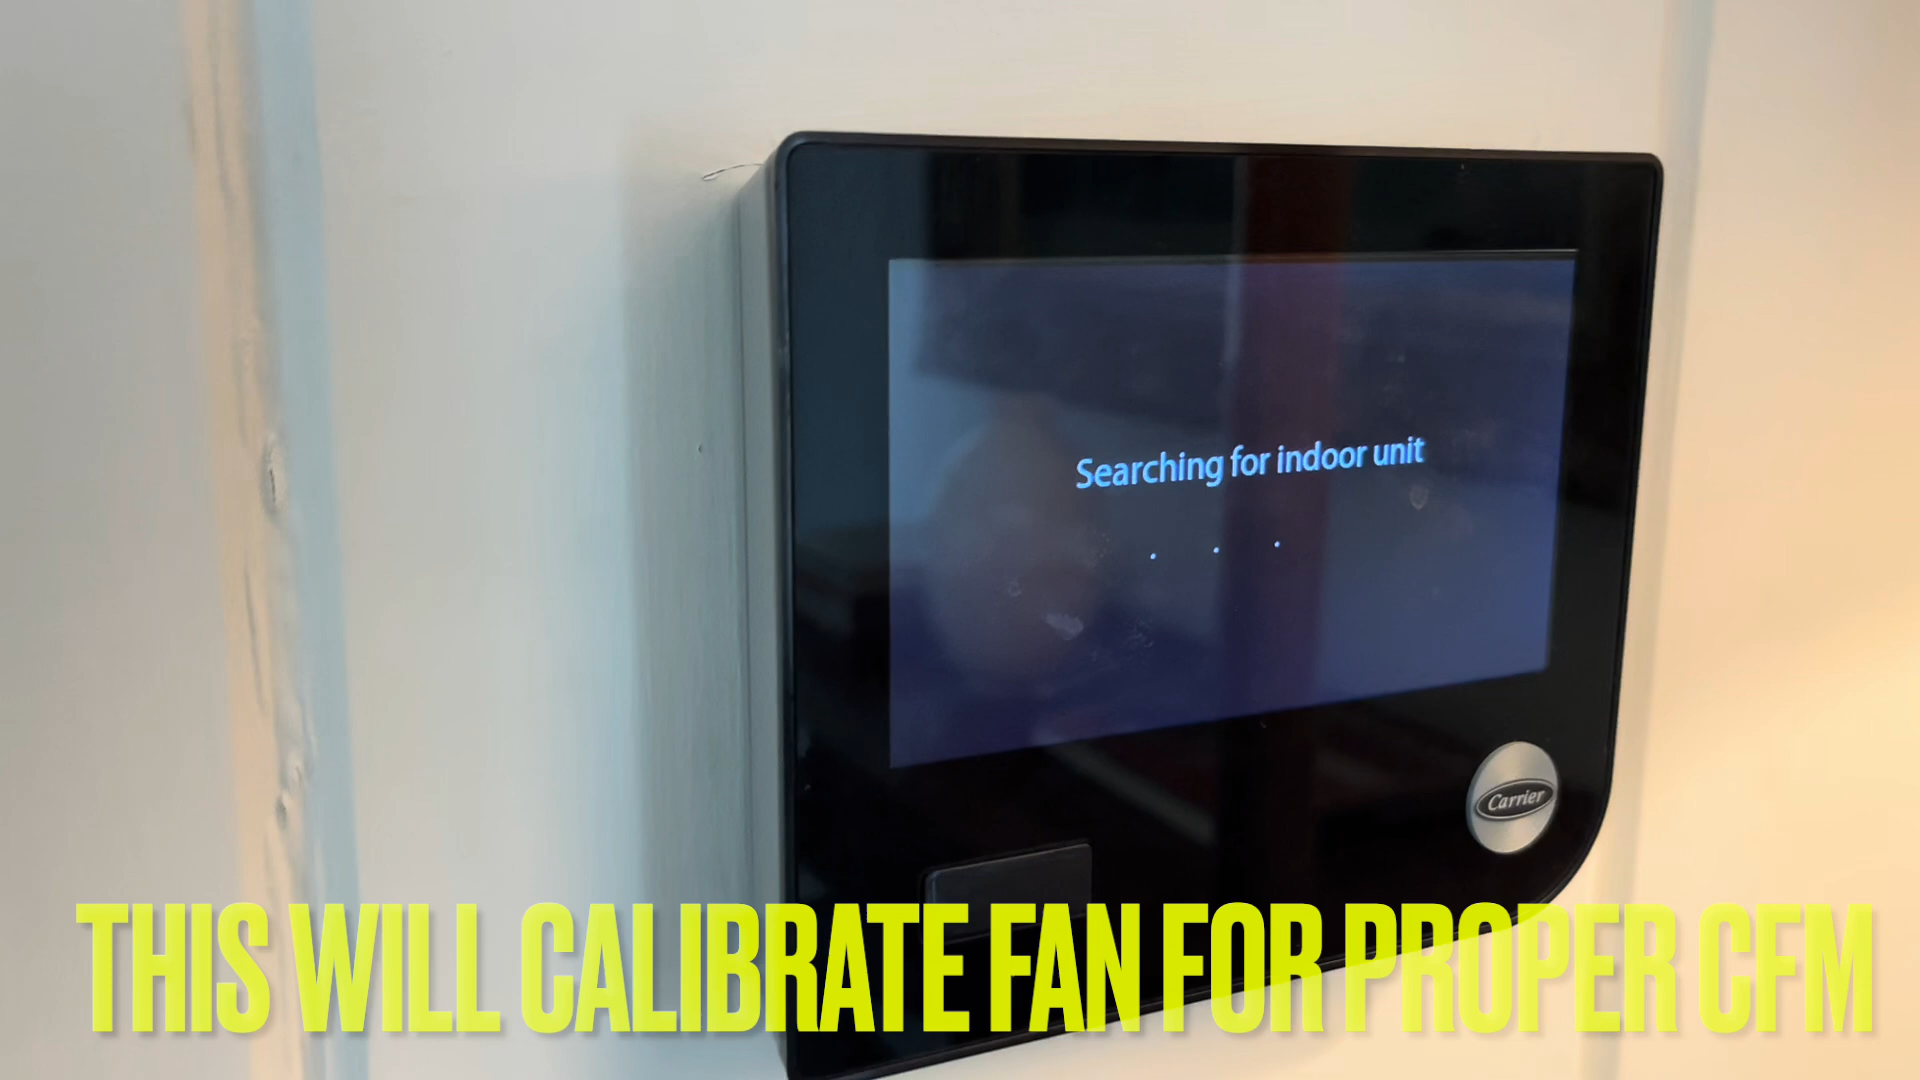 Searching for indoor unit
. . .
Carrier
THIS WILL CALIBRATE FAN FOR PROPER CFM